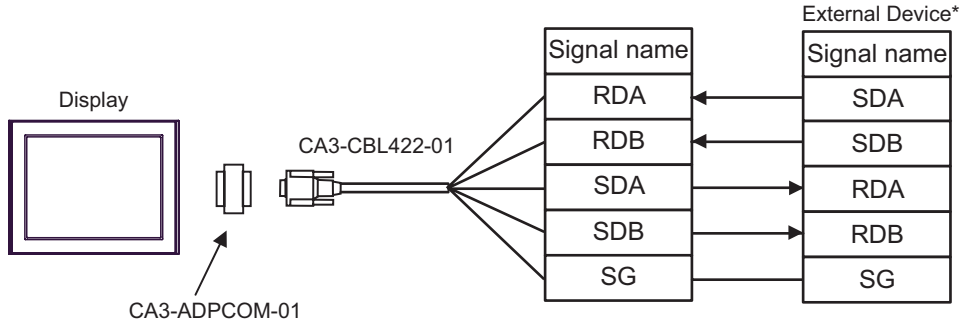 External Device*
Signal name
Signal name
RDA
SDA
Display
RDB
SDB
CA3-CBL422-01
SDA
RDA
SDB
RDB
SG
SG
CA3-ADPCOM-01